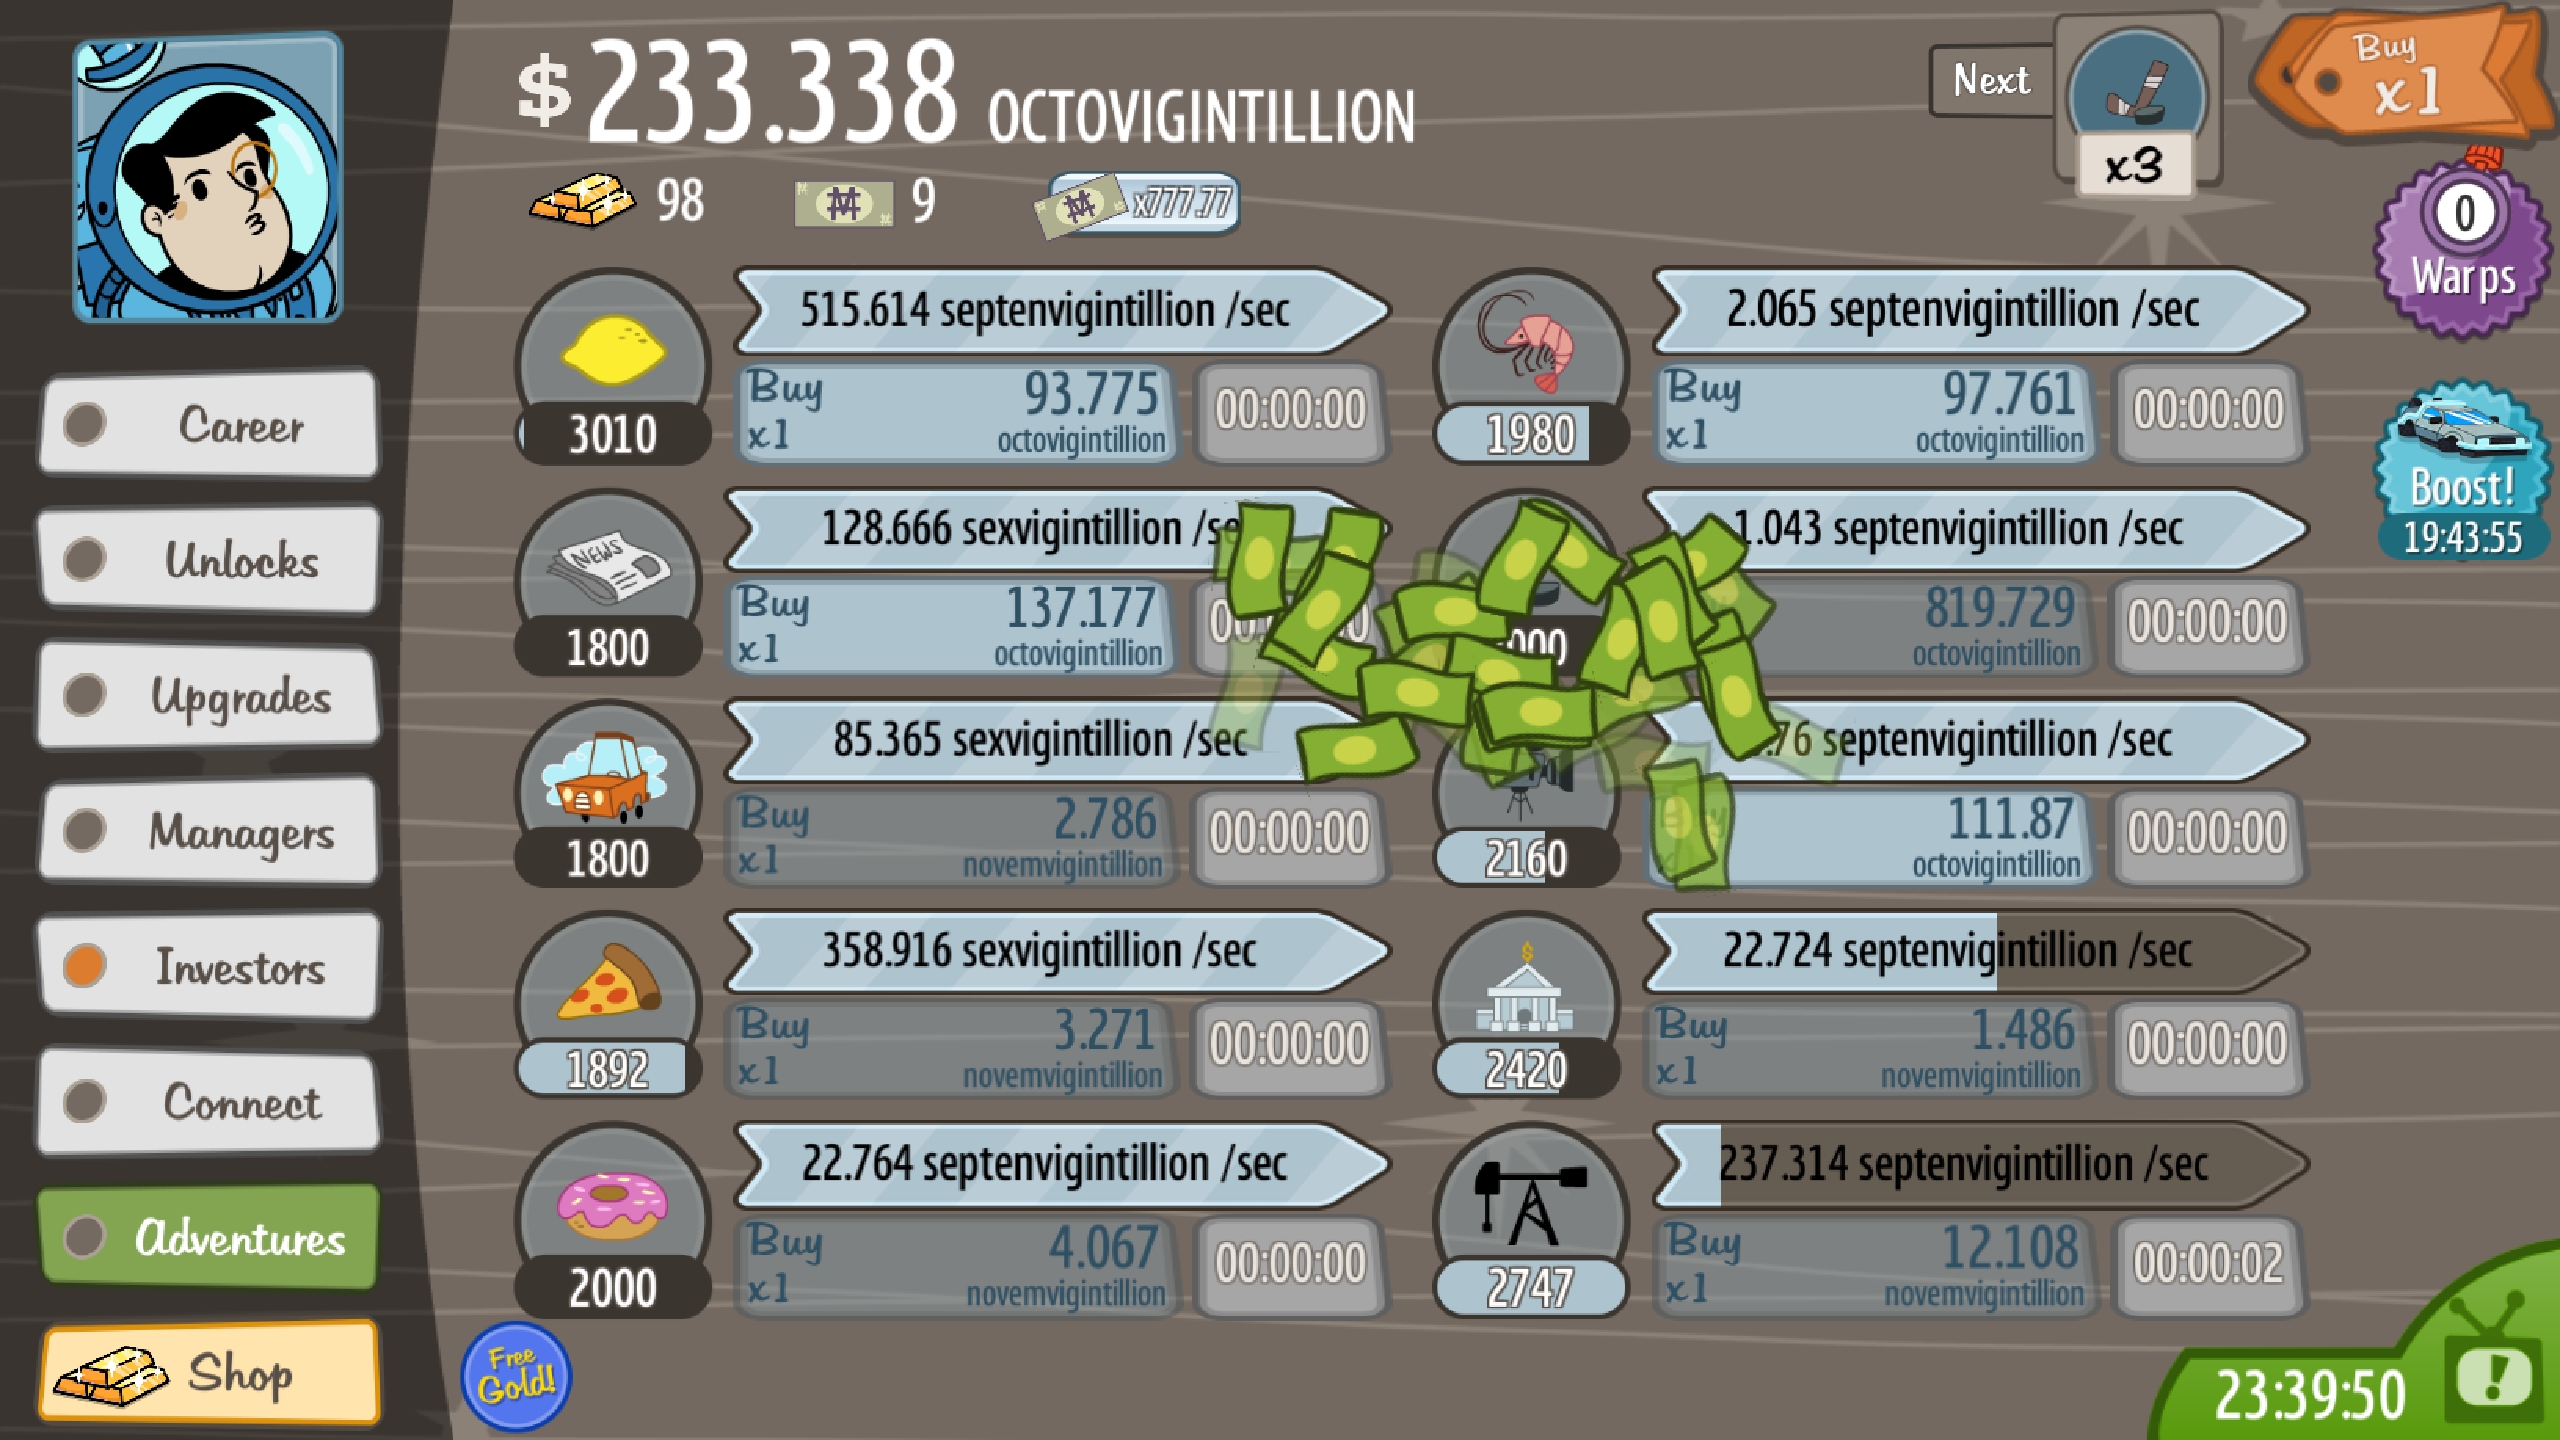 $233.338 OCTOVIGINTILLION
Next
x3
Buy
x1
98
9
x777.77
0
Warps
Boost!
19:43:55
Career
Unlocks
Upgrades
Managers
Investors
Connect
Adventures
Shop
515.614 septenvigintillion /sec
3010
Buy
x1
93.775
octovigintillion
00:00:00
NEWS
128.666 sexvigintillion
1800
Buy
x1
137.177
octovigintillion
85.365 sexvigintillion /sec
1800
Buy
x1
2.786
novemvigintillion
00:00:00
358.916 sexvigintillion /sec
1892
Buy
x1
3.271
novemvigintillion
00:00:00
22.764 septenvigintillion /sec
2000
Buy
x1
4.067
novemvigintillion
00:00:00
2.065 septenvigintillion /sec
1980
Buy
x1
97.761
octovigintillion
00:00:00
1.043 septenvigintillion /sec
819.729
octovigintillion
00:00:00
septenvigintillion /sec
2160
111.87
octovigintillion
00:00:00
22.724 septenvigintillion /sec
$
2420
Buy
x1
1.486
novemvigintillion
00:00:00
237.314 septenvigintillion /sec
2747
Buy
x1
12.108
novemvigintillion
00:00:02
Free
Gold!
23:39:50
!